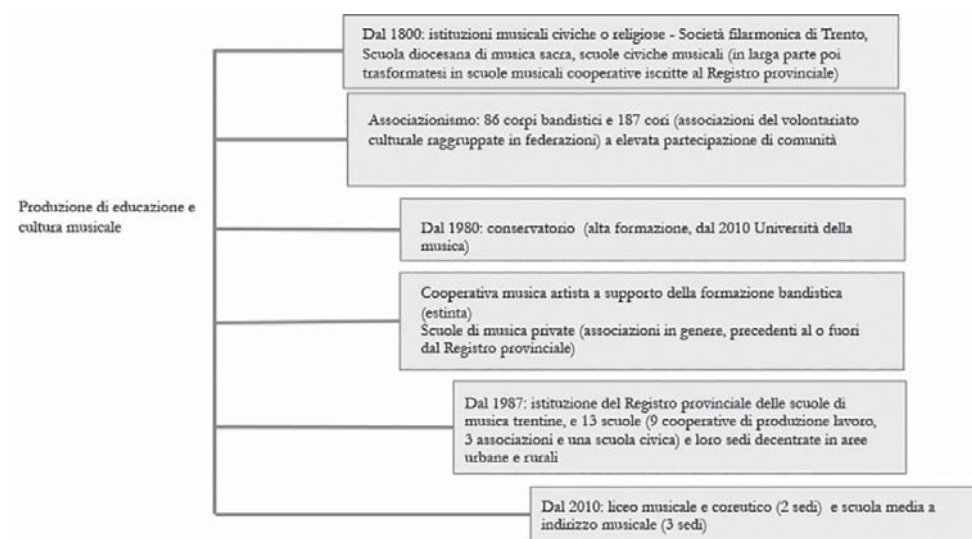 Dal 1800: istituzioni musicali civiche o religiose - Società filarmonica di Trento,
Scuola diocesana di musica sacra, scuole civiche musicali (in larga parte poi
trasformatesi in scuole musicali cooperative iscritte al Registro provinciale)
Associazionismo: 86 corpi bandistici e 187 cori (associazioni del volontariato
culturale raggruppate in federazioni) a elevata partecipazione di comunità
Produzione di educazione e
cultura musicale
Dal 1980: conservatorio (alta formazione, dal 2010 Università della
musica)
Cooperativa musica artista a supporto della formazione bandistica
(estinta)
Scuole di musica private (associazioni in genere, precedenti al o fuori
dal Registro provinciale)
Dal 1987: istituzione del Registro provinciale delle scuole di
musica trentine, e 13 scuole (9 cooperative di produzione lavoro,
3 associazioni e una scuola civica) e loro sedi decentrate in aree
urbane e rurali
Dal 2010: liceo musicale e coreutico (2 sedi) e scuola media a
indirizzo musicale (3 sedi)